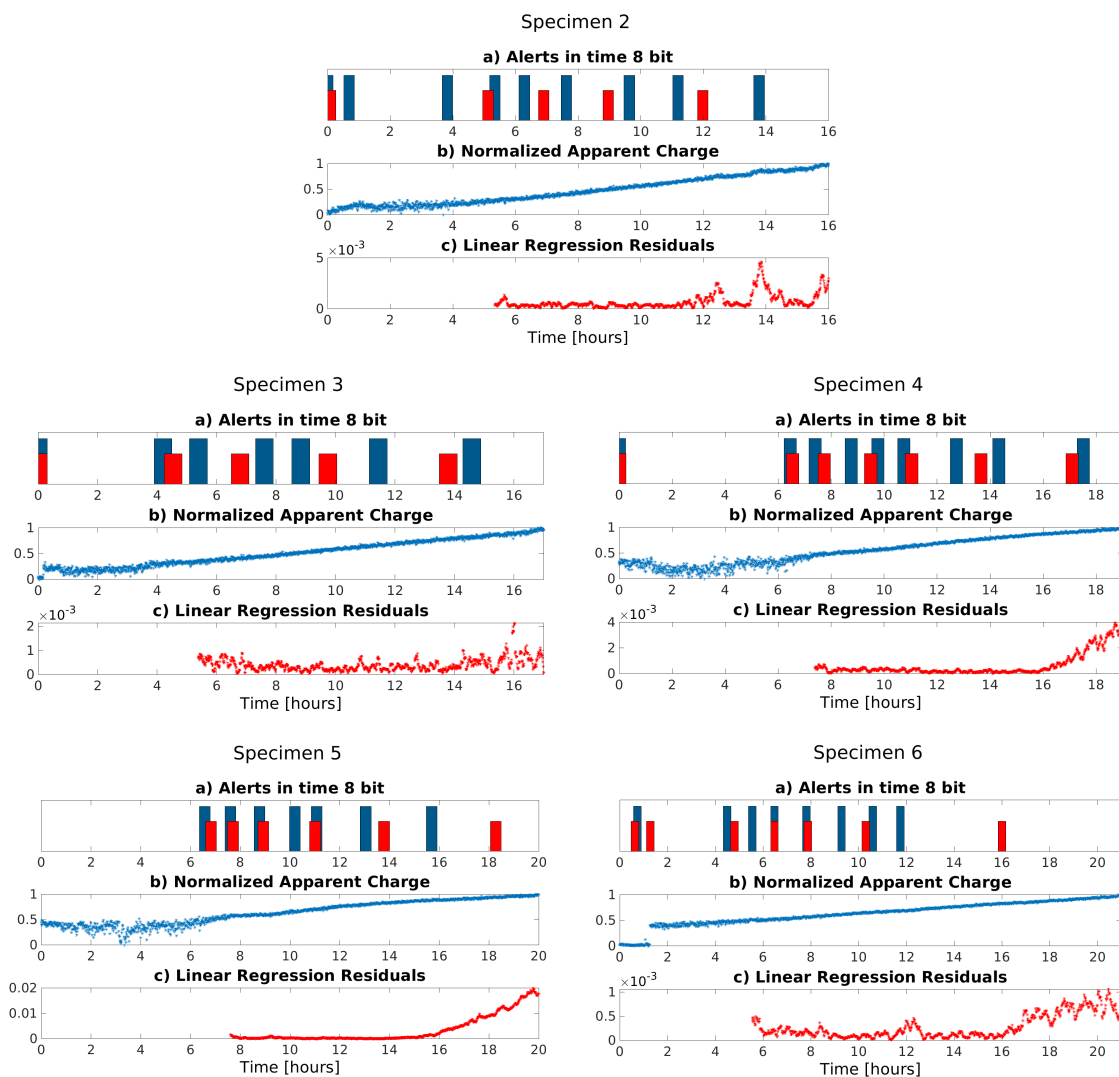 Specimen 2
a) Alerts in time 8 bit
0 2 4 6 8 10 12 14 16
b) Normalized Apparent Charge
1
0.5
0
0 2 4 6 8 10 12 14 16
c) Linear Regression Residuals
×10-3
5
0
0 2 4 6 8 10 12 14 16
Time [hours]
Specimen 3
a) Alerts in time 8 bit
0 2 4 6 8 10 12 14 16
b) Normalized Apparent Charge
1
0.5
0
0 2 4 6 8 10 12 14 16
c) Linear Regression Residuals
×10-3
2
1
0
0 2 4 6 8 10 12 14 16
Time [hours]
Specimen 4
a) Alerts in time 8 bit
0 2 4 6 8 10 12 14 16 18
b) Normalized Apparent Charge
1
0.5
0
0 2 4 6 8 10 12 14 16 18
c) Linear Regression Residuals
×10-3
4
2
0
0 2 4 6 8 10 12 14 16 18
Time [hours]
Specimen 5
a) Alerts in time 8 bit
0 2 4 6 8 10 12 14 16 18 20
b) Normalized Apparent Charge
1
0.5
0
0 2 4 6 8 10 12 14 16 18 20
c) Linear Regression Residuals
0.02
0.01
0
0 2 4 6 8 10 12 14 16 18 20
Time [hours]
Specimen 6
a) Alerts in time 8 bit
0 2 4 6 8 10 12 14 16 18 20
b) Normalized Apparent Charge
1
0.5
0
0 2 4 6 8 10 12 14 16 18 20
c) Linear Regression Residuals
×10-3
1
0.5
0
0 2 4 6 8 10 12 14 16 18 20
Time [hours]